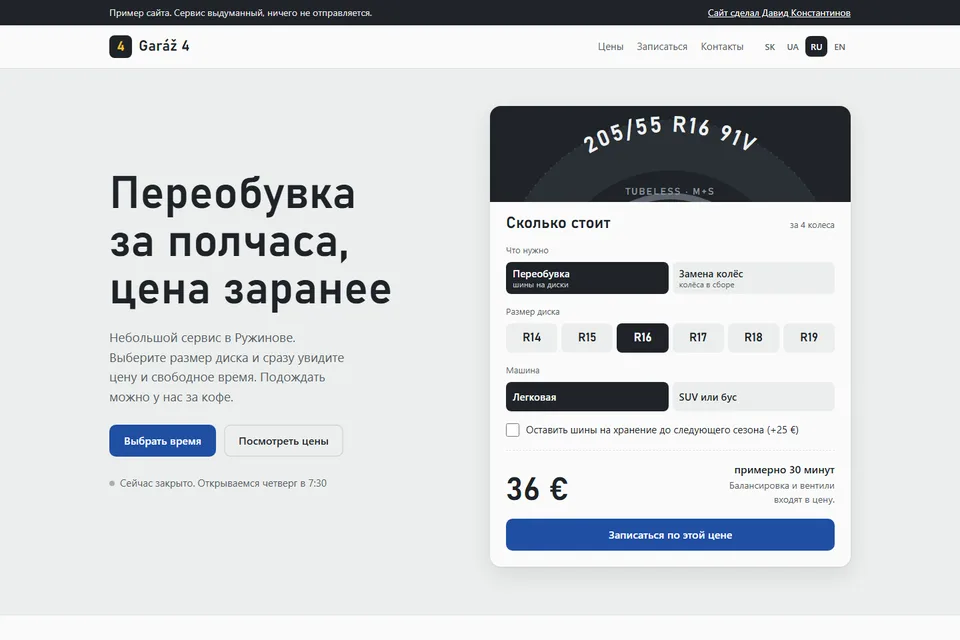 Пример сайта. Сервис выдуманный, ничего не отправляется.
Сайт сделал Давид Константинов
4 Garáž 4
Цены Записаться Контакты SK UA RU EN
Переобувка
за полчаса,
цена заранее
Небольшой сервис в Ружинове.
Выберите размер диска и сразу увидите
цену и свободное время. Подождать
можно у нас за кофе.
Выбрать время Посмотреть цены
Сейчас закрыто. Открываемся четверг в 7:30
205/55 R16 91V
TUBELESS · M+S
Сколько стоит за 4 колеса
Что нужно
Переобувка
шины на диски
Замена колёс
колёса в сборе
Размер диска
R14 R15 R16 R17 R18 R19
Машина
Легковая SUV или бус
Оставить шины на хранение до следующего сезона (+25 €)
36 €
примерно 30 минут
Балансировка и вентили
входят в цену.
Записаться по этой цене